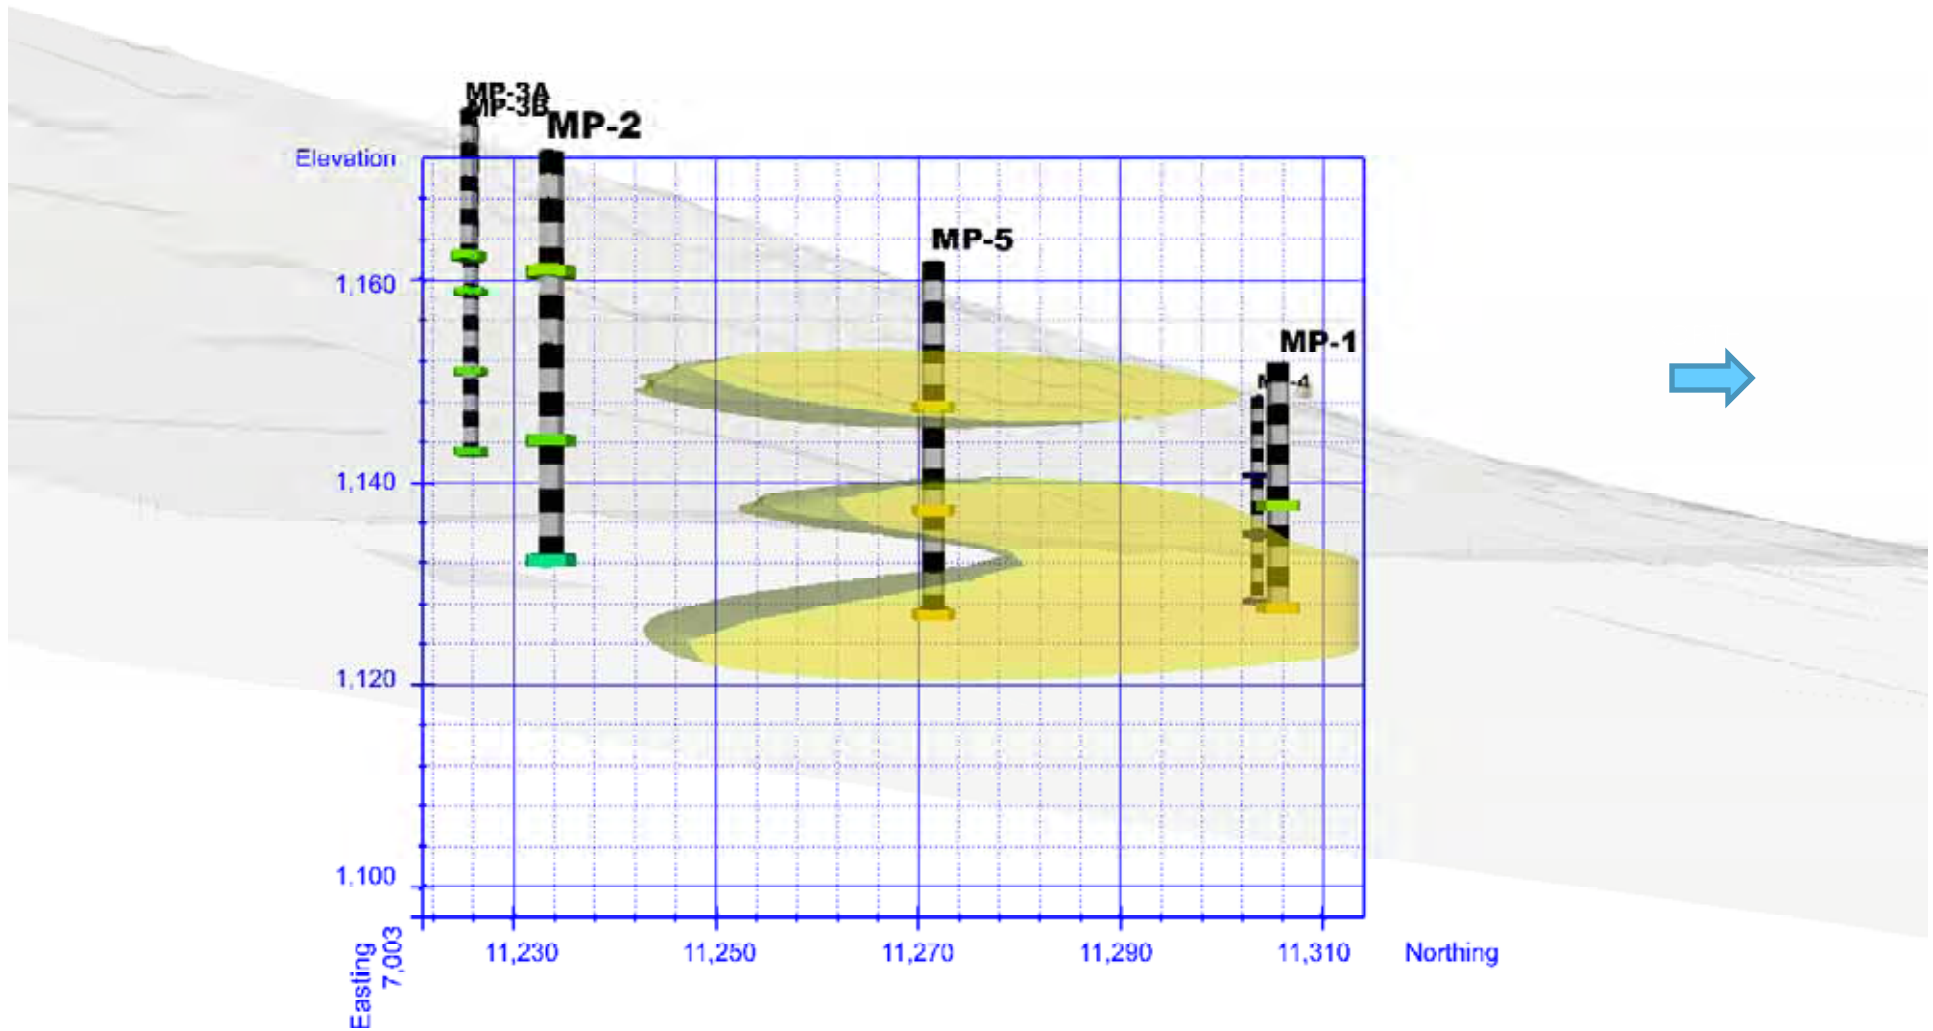 MP-3A
MP-3B
MP-2
Elevation
MP-5
1,160
MP-1
1,140
1,120
1,100
Easting
7,003
11,230
11,250
11,270
11,290
11,310
Northing